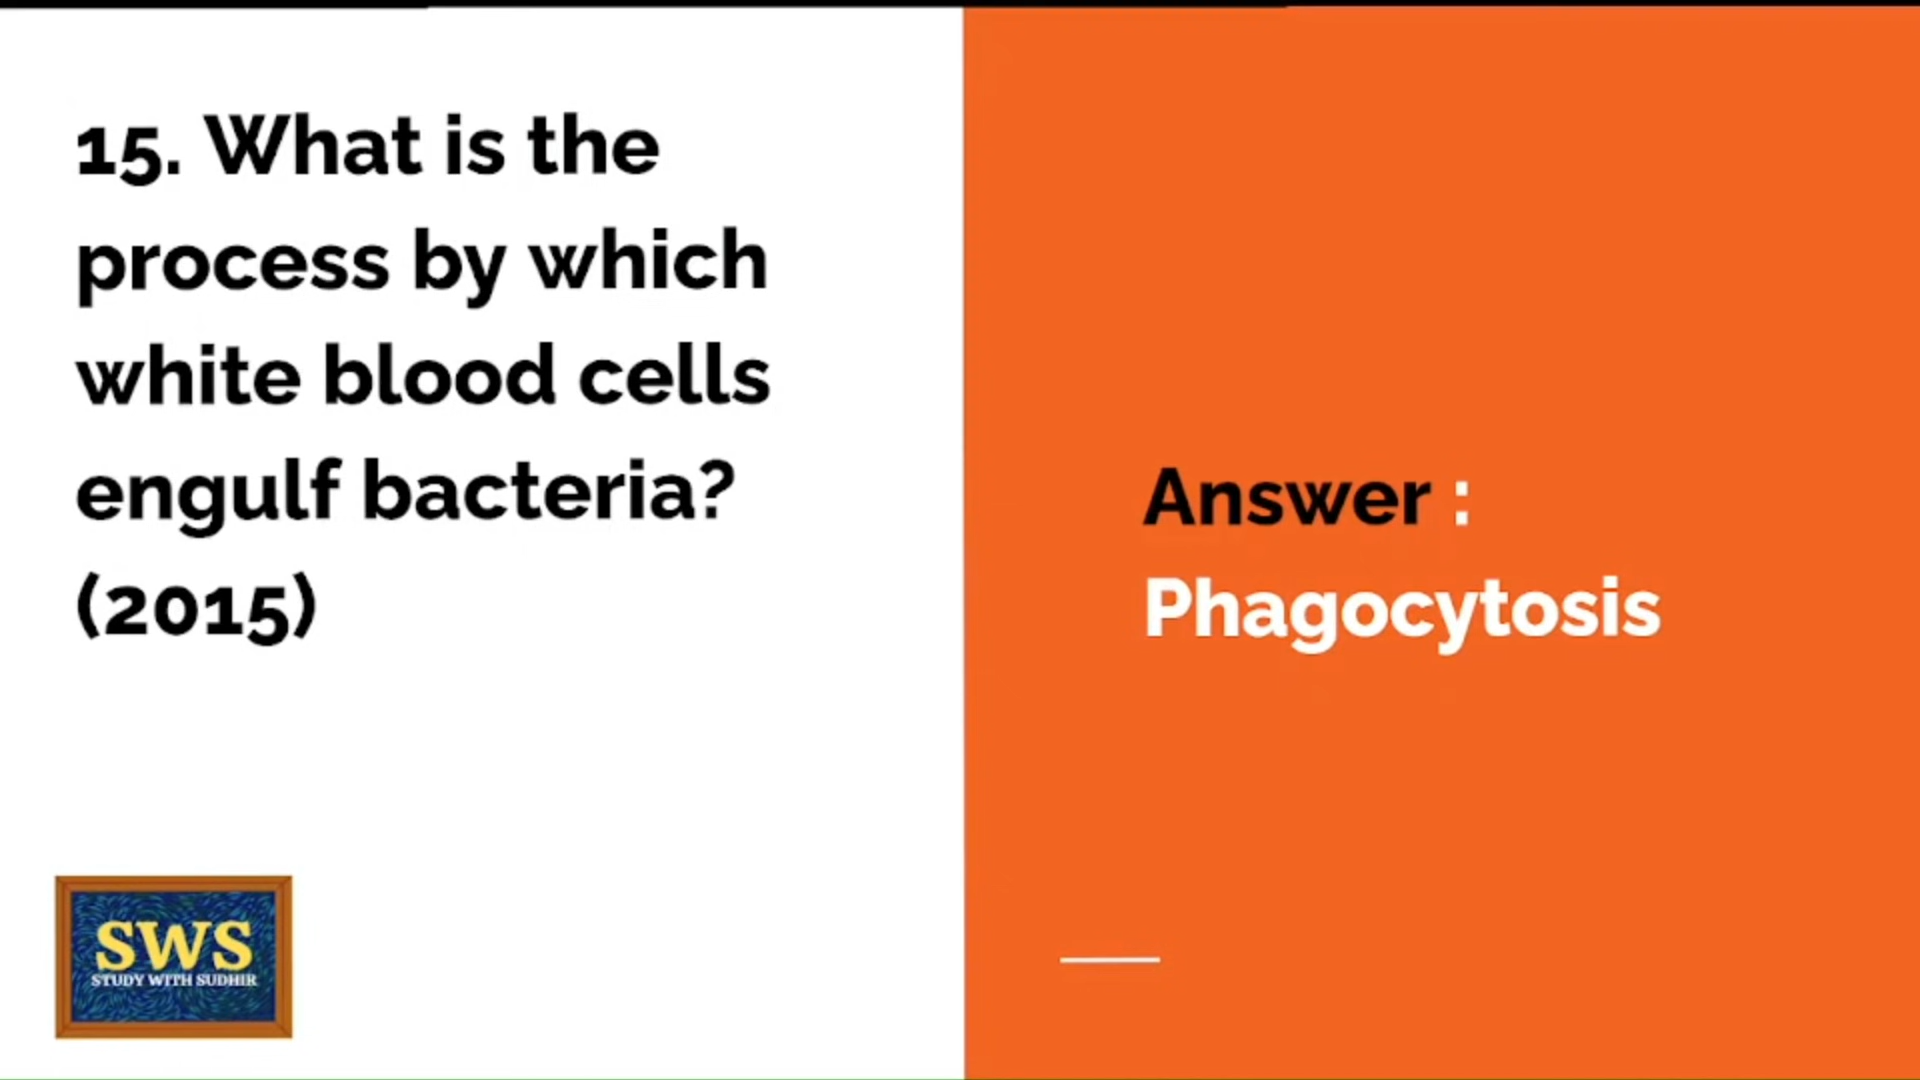 15. What is the
process by which
white blood cells
engulf bacteria?
(2015)
Answer :
Phagocytosis
SWS
STUDY WITH SUDHIR